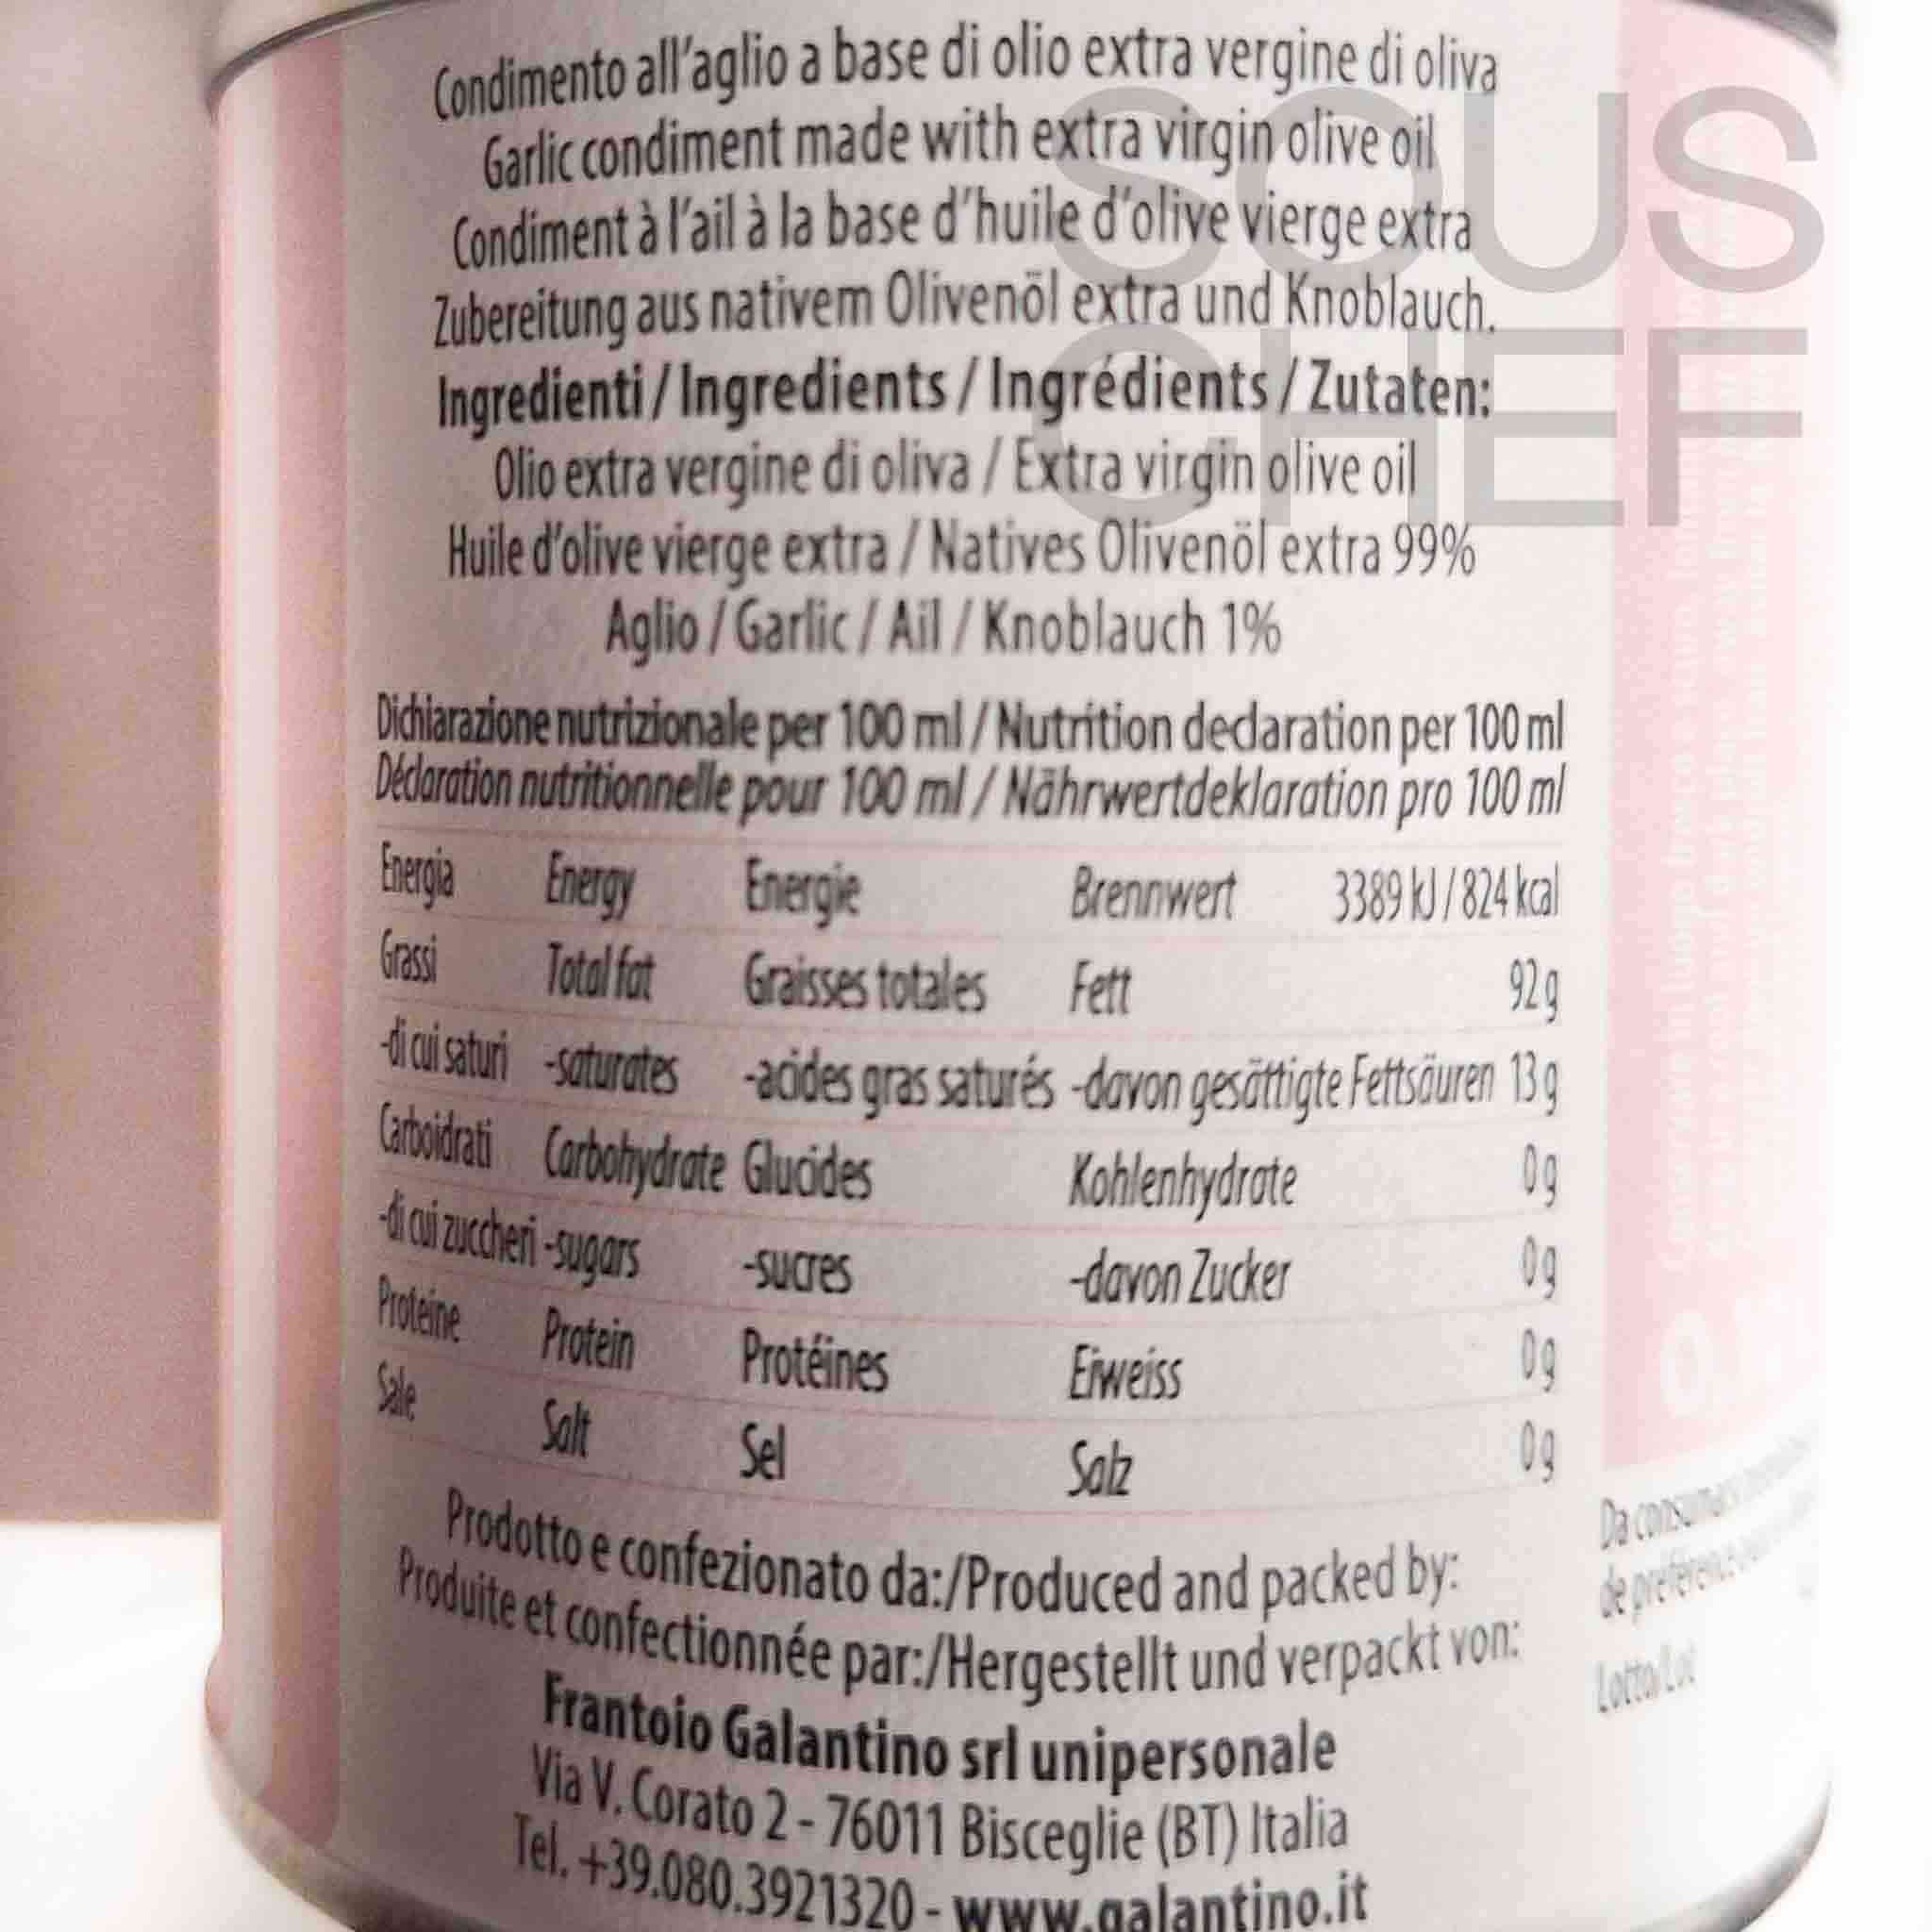 Condimento all'aglio a base di olio extra vergine di oliva
Garlic condiment made with extra virgin olive oil
Condiment à l'ail à la base d'huile d'olive vierge extra
Zubereitung aus nativem Olivenöl extra und Knoblauch.
SOUS
CHEF
Ingredienti / Ingredients / Ingrédients / Zutaten:
Olio extra vergine di oliva / Extra virgin olive oil
Huile d'olive vierge extra / Natives Olivenöl extra 99%
Aglio / Garlic / Ail / Knoblauch 1%
Dichiarazione nutrizionale per 100 ml / Nutrition declaration per 100 ml
Déclaration nutritionnelle pour 100 ml / Nährwertdeklaration pro 100 ml
Energia Energy Energie Brennwert 3389 kJ / 824 kcal
Grassi Total fat Graisses totales Fett 92 g
-di cui saturi -saturates -acides gras saturés -davon gesättigte Fettsäuren 13 g
Carboidrati Carbohydrate Glucides Kohlenhydrate 0 g
-di cui zuccheri -sugars -sucres -davon Zucker 0 g
Proteine Protein Protéines Eiweiss 0 g
Sale Salt Sel Salz 0 g
Prodotto e confezionato da:/Produced and packed by:
Produite et confectionnée par:/Hergestellt und verpackt von:
Frantoio Galantino srl unipersonale
Via V. Corato 2 - 76011 Bisceglie (BT) Italia
Tel. +39.080.3921320 - www.galantino.it
Da
de
Lotto/Lot